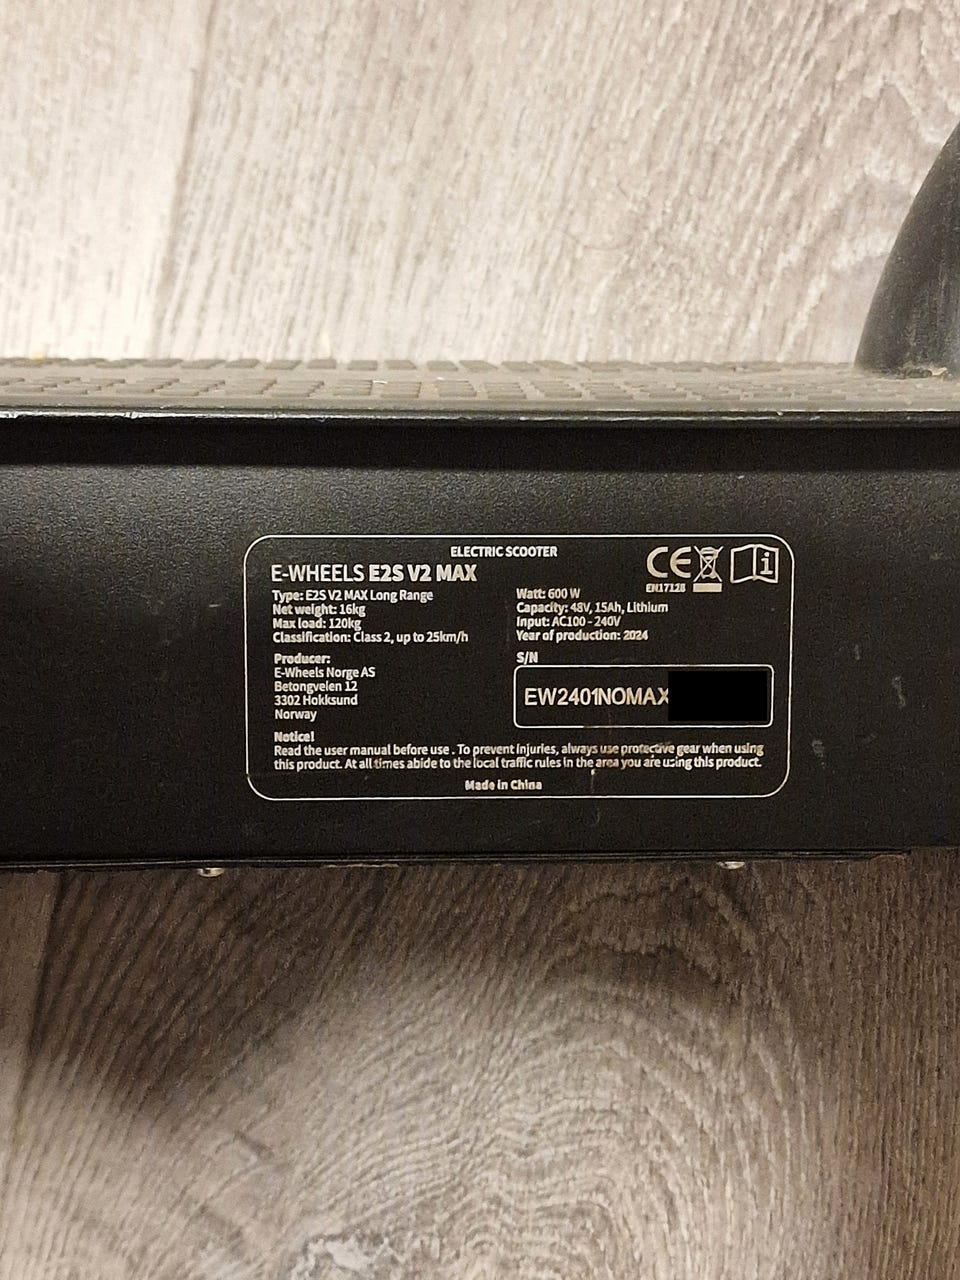 ELECTRIC SCOOTER
E-WHEELS E2S V2 MAX
Type: E2S V2 MAX Long Range
Net weight: 16kg
Max load: 120kg
Classification: Class 2, up to 25km/h
Watt: 600 W
Capacity: 48V, 15Ah, Lithium
Input: AC100 - 240V
Year of production: 2024
CE
EN17128
i
Producer:
E-Wheels Norge AS
Betongveien 12
3302 Hokksund
Norway
S/N
EW2401NOMAX
Notice!
Read the user manual before use . To prevent injuries, always use protective gear when using
this product. At all times abide to the local traffic rules in the area you are using this product.
Made in China